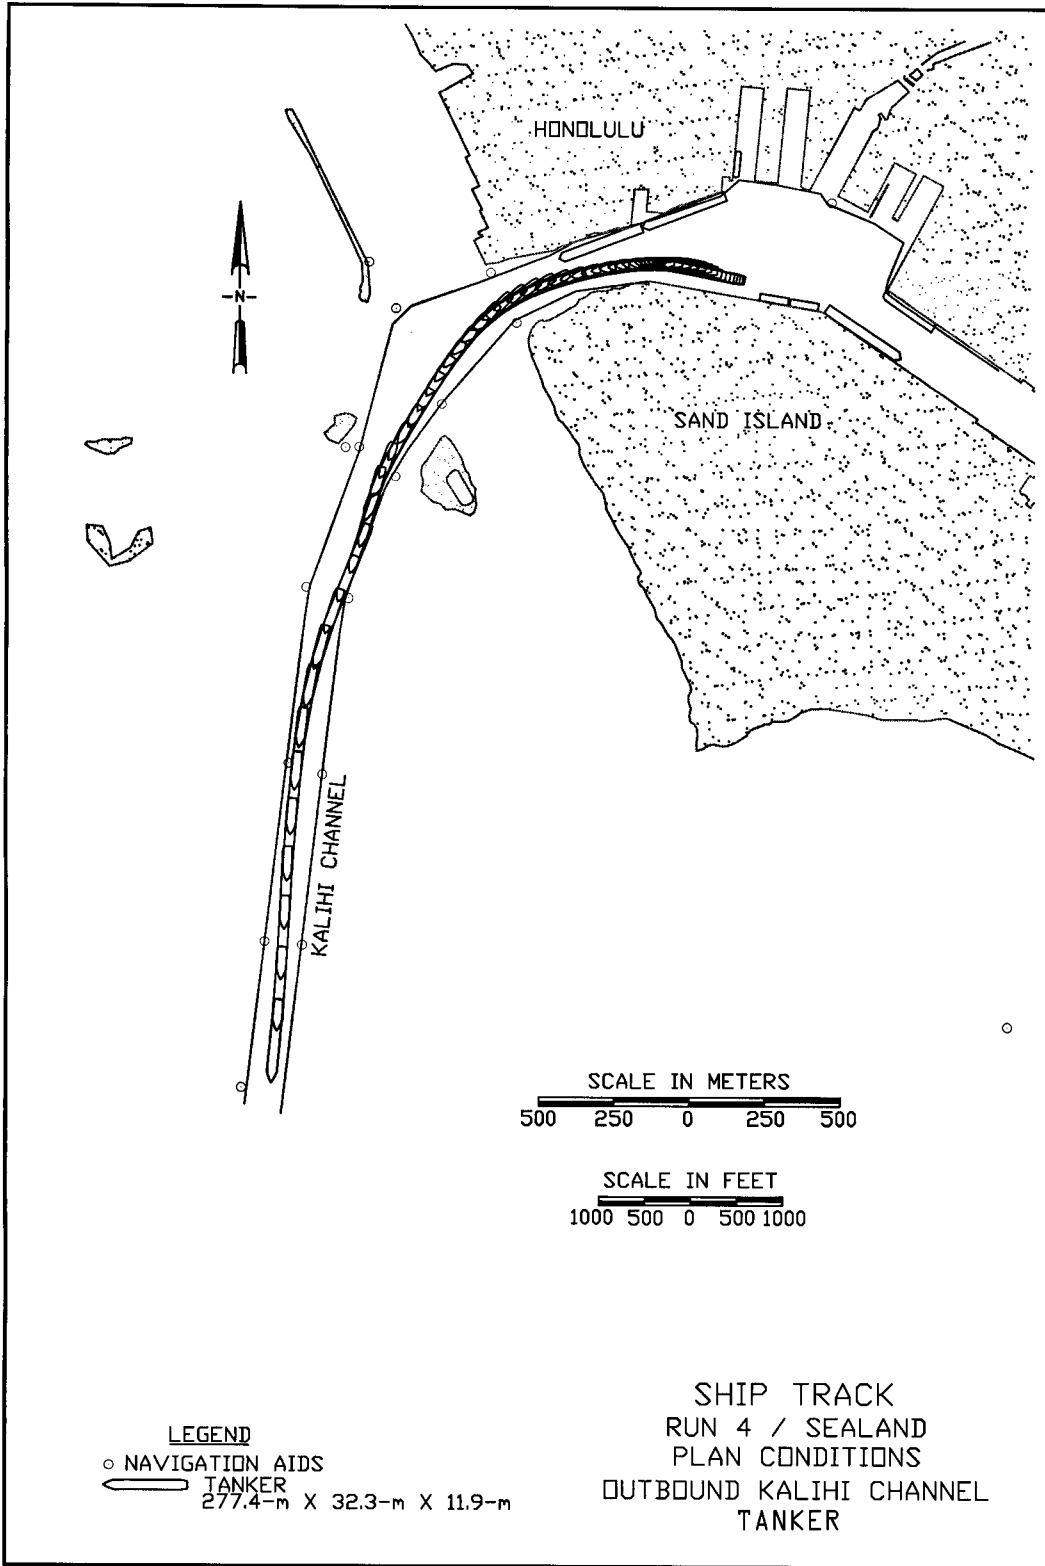 HONOLULU
-N-
SAND ISLAND
KALIHI CHANNEL
SCALE IN METERS
500 250 0 250 500
SCALE IN FEET
1000 500 0 500 1000
SHIP TRACK
RUN 4 / SEALAND
PLAN CONDITIONS
OUTBOUND KALIHI CHANNEL
TANKER
LEGEND
NAVIGATION AIDS
TANKER
277.4-m X 32.3-m X 11.9-m